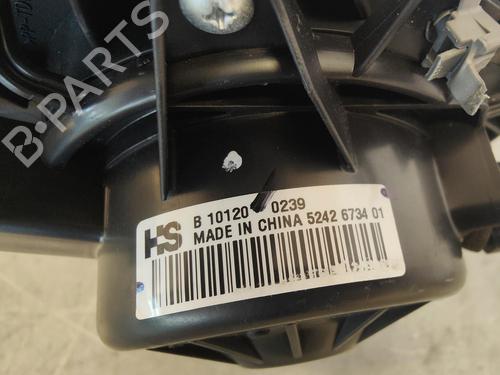 B-PARTS
HS B 10120 0239
MADE IN CHINA 5242 6734 01